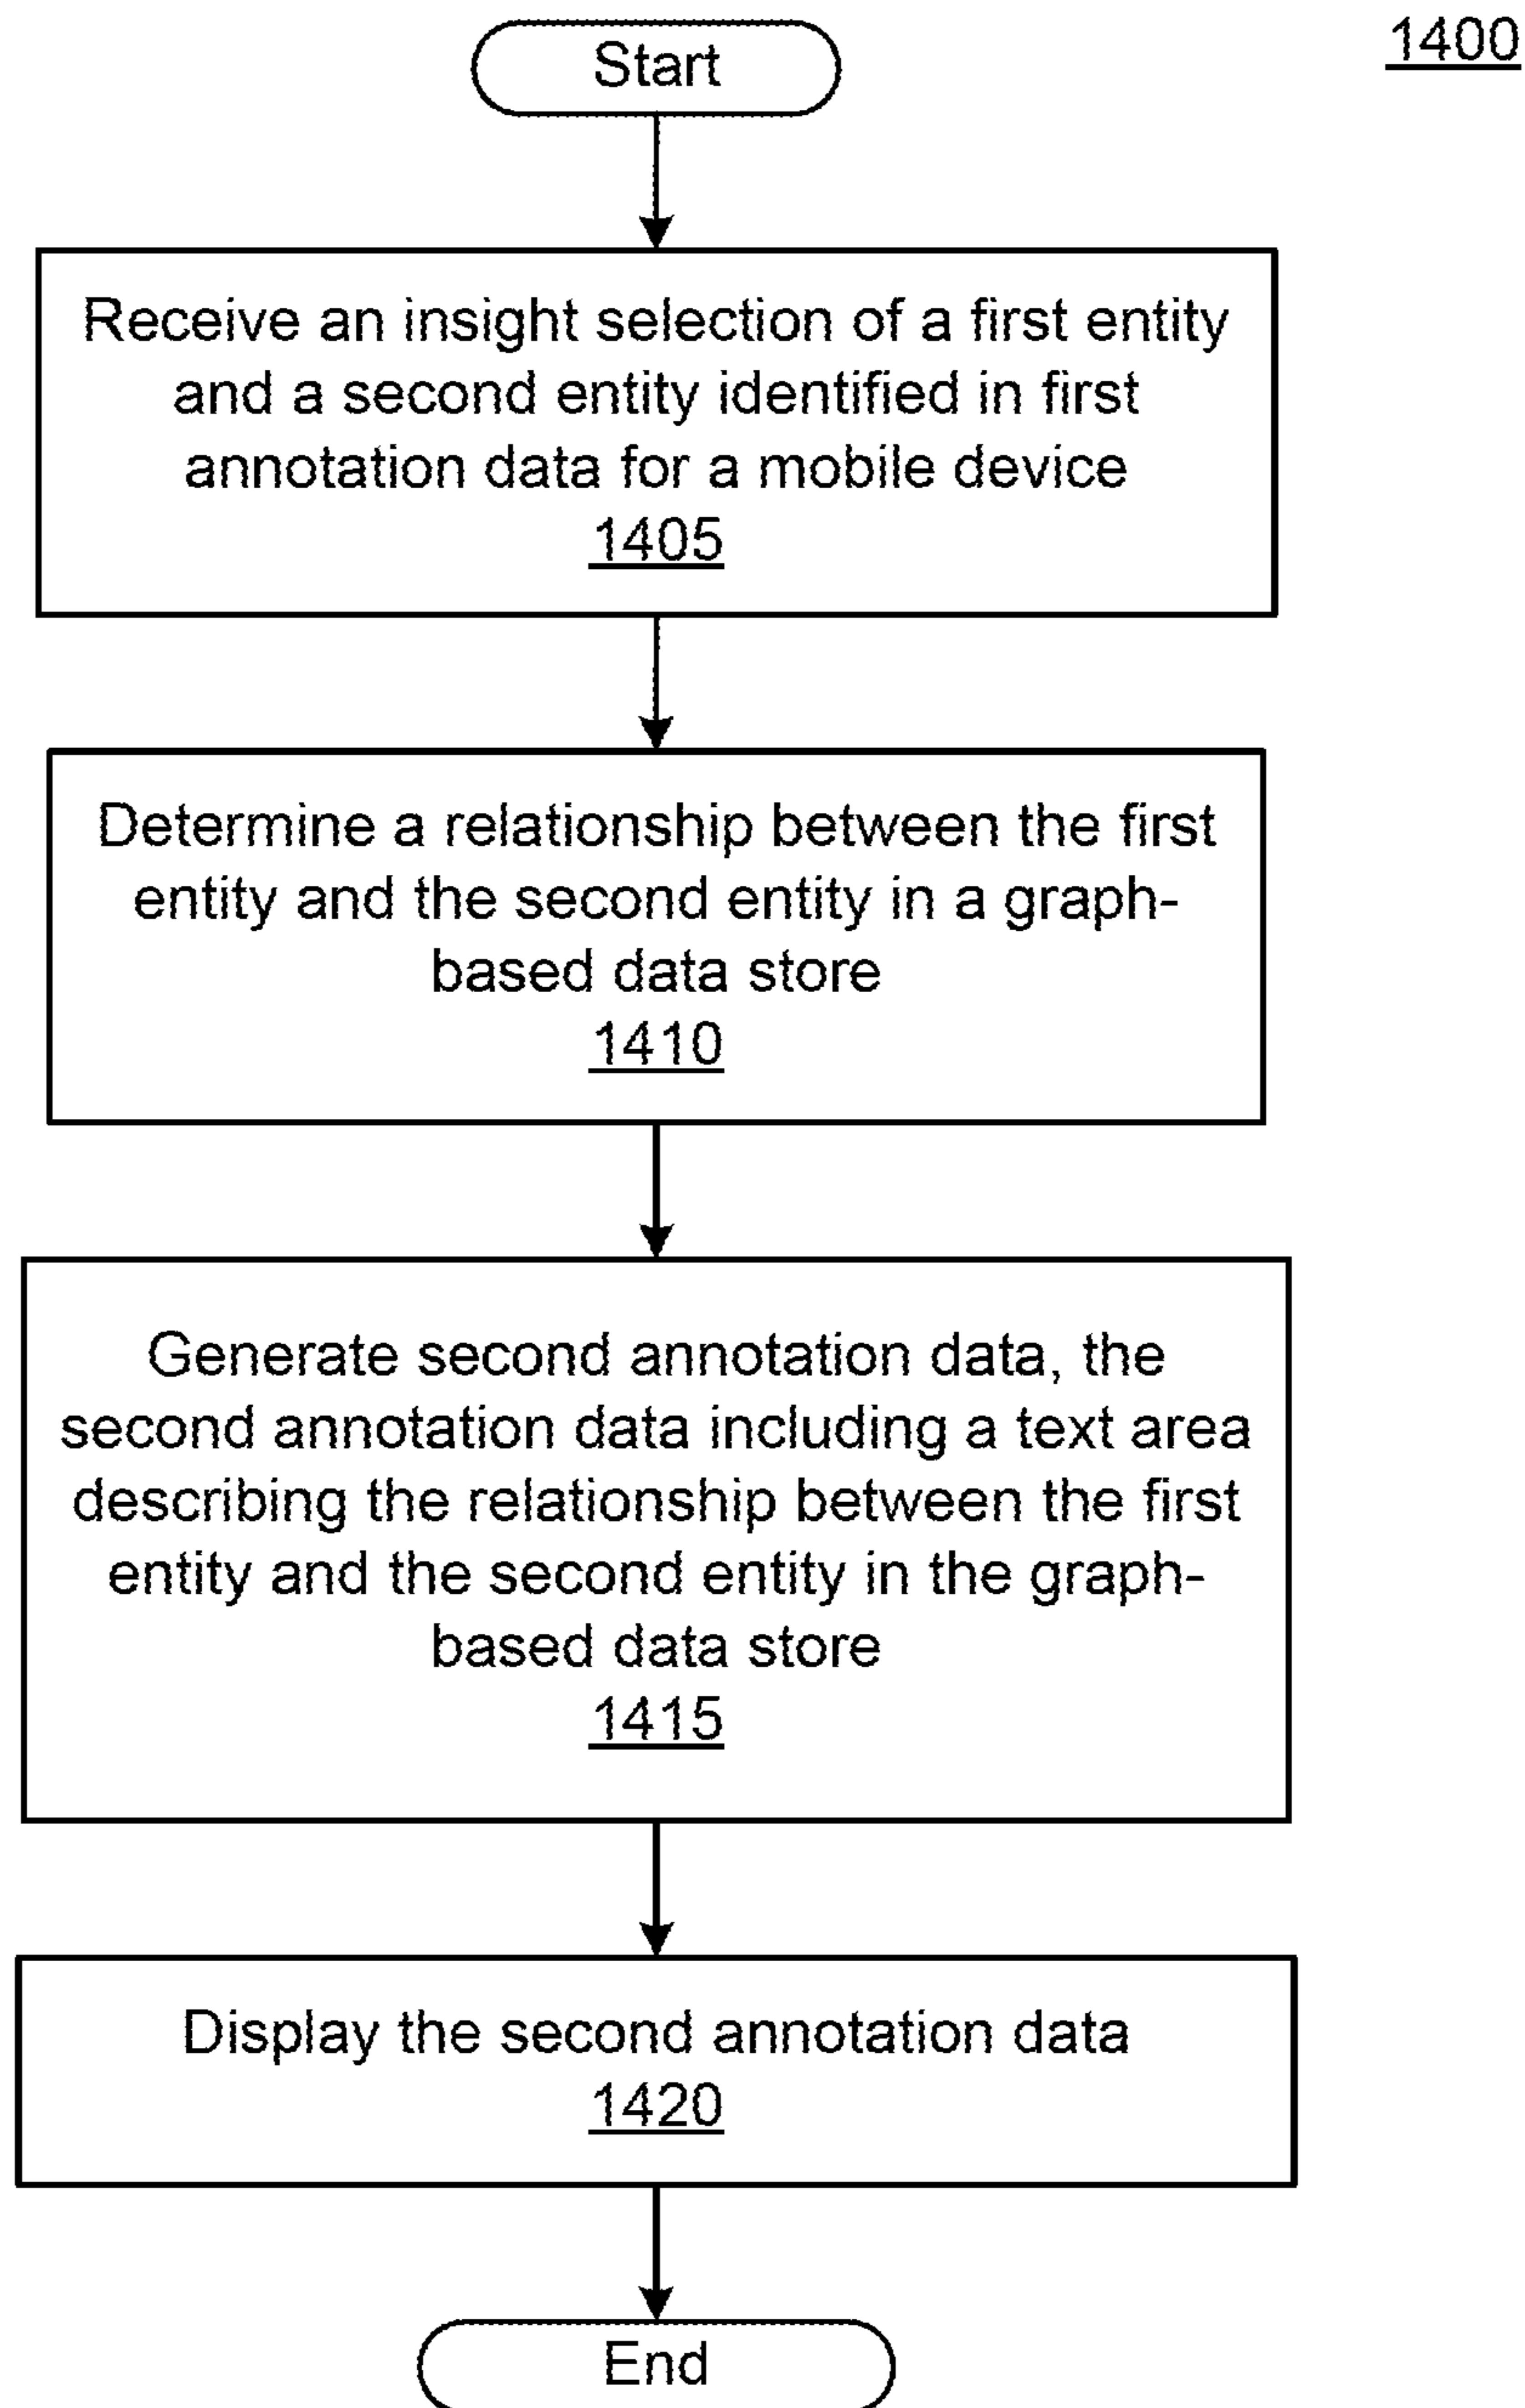 1400
Start
Receive an insight selection of a first entity
and a second entity identified in first
annotation data for a mobile device
1405
Determine a relationship between the first
entity and the second entity in a graph-
based data store
1410
Generate second annotation data, the
second annotation data including a text area
describing the relationship between the first
entity and the second entity in the graph-
based data store
1415
Display the second annotation data
1420
End